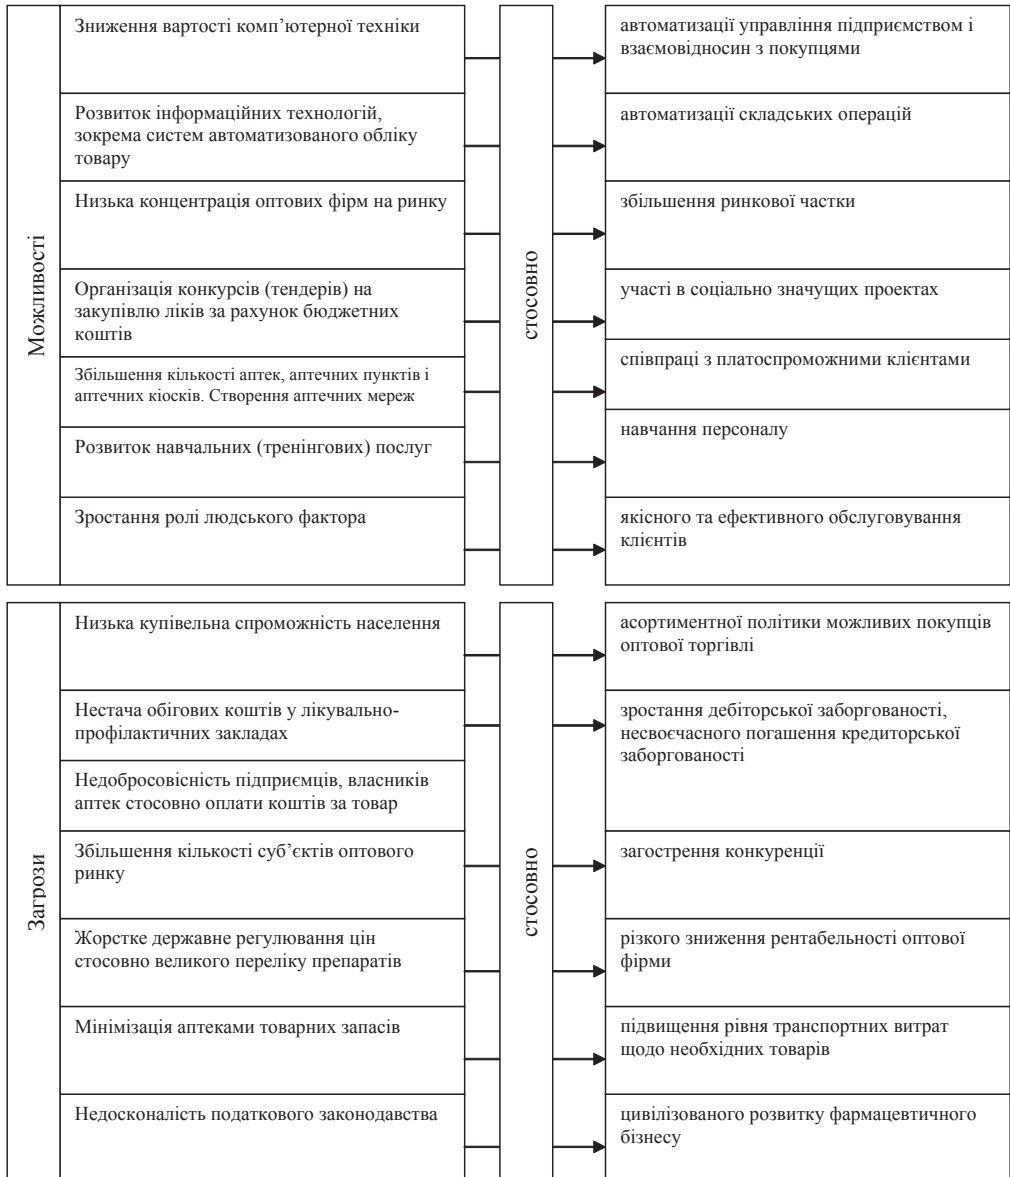 Можливості
Зниження вартості комп’ютерної техніки
Розвиток інформаційних технологій,
зокрема систем автоматизованого обліку
товару
Низька концентрація оптових фірм на ринку
Організація конкурсів (тендерів) на
закупівлю ліків за рахунок бюджетних
коштів
Збільшення кількості аптек, аптечних пунктів і
аптечних кіосків. Створення аптечних мереж
Розвиток навчальних (тренінгових) послуг
Зростання ролі людського фактора
стосовно
автоматизації управління підприємством і
взаємовідносин з покупцями
автоматизації складських операцій
збільшення ринкової частки
участі в соціально значущих проектах
співпраці з платоспроможними клієнтами
навчання персоналу
якісного та ефективного обслуговування
клієнтів
Загрози
Низька купівельна спроможність населення
Нестача обігових коштів у лікувально-
профілактичних закладах
Недобросовісність підприємців, власників
аптек стосовно оплати коштів за товар
Збільшення кількості суб’єктів оптового
ринку
Жорстке державне регулювання цін
стосовно великого переліку препаратів
Мінімізація аптеками товарних запасів
Недосконалість податкового законодавства
стосовно
асортиментної політики можливих покупців
оптової торгівлі
зростання дебіторської заборгованості,
несвоєчасного погашення кредиторської
заборгованості
загострення конкуренції
різкого зниження рентабельності оптової
фірми
підвищення рівня транспортних витрат
щодо необхідних товарів
цивілізованого розвитку фармацевтичного
бізнесу